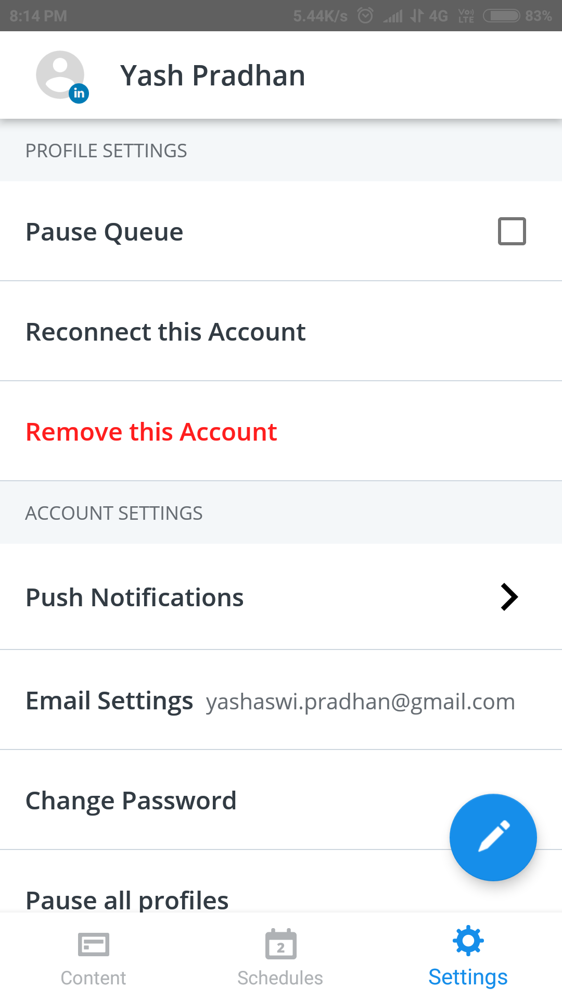 8:14 PM 5.44K/s 4G VoLTE 83%
in
Yash Pradhan
PROFILE SETTINGS
Pause Queue
Reconnect this Account
Remove this Account
ACCOUNT SETTINGS
Push Notifications
Email Settings yashaswi.pradhan@gmail.com
Change Password
Pause all profiles
2
Content Schedules Settings